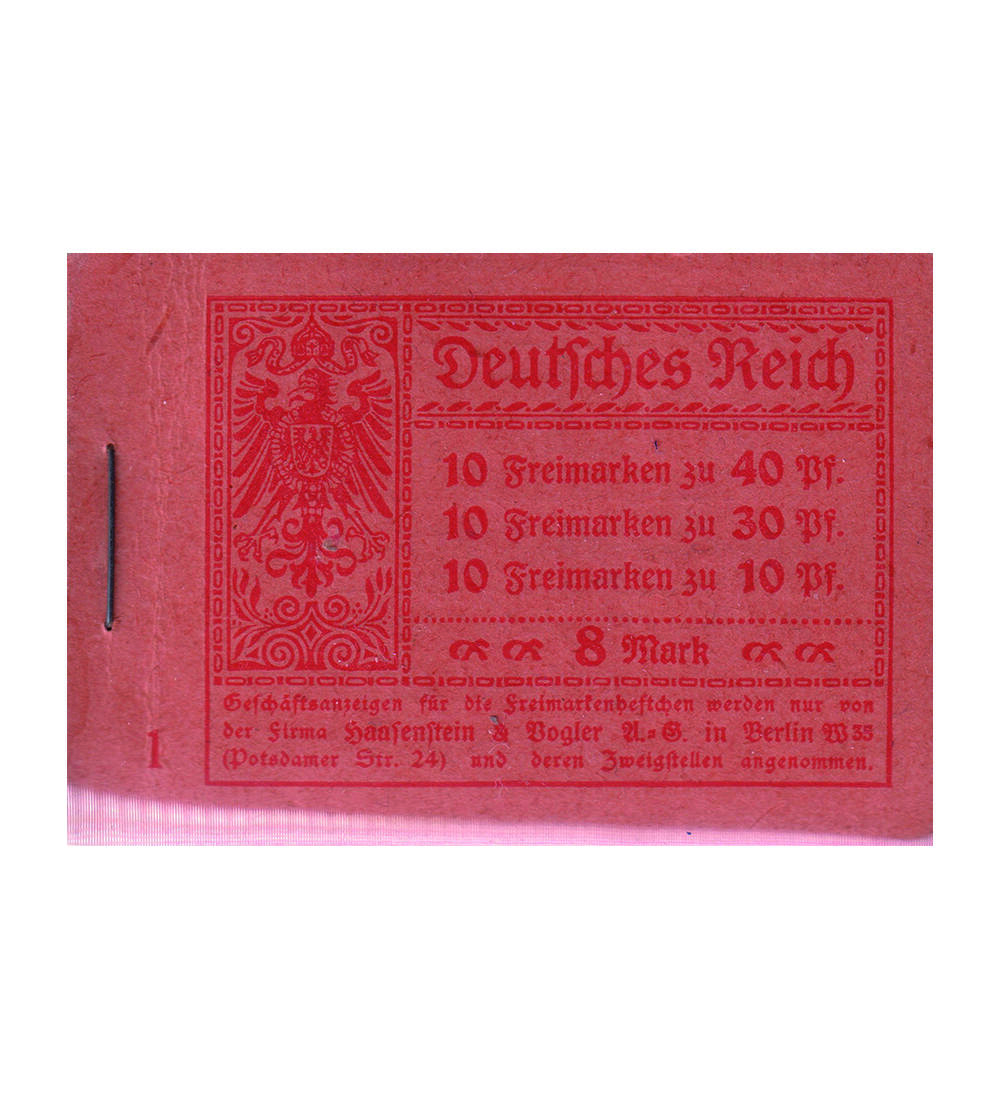 Deutsches Reich
10 Freimarken zu 40 Pf.
10 Freimarken zu 30 Pf.
10 Freimarken zu 10 Pf.
8 Mark
Geschäftsanzeigen für die Freimarkenheftchen werden nur von
der Firma Haasenstein & Vogler A.=G. in Berlin W 35
(Potsdamer Str. 24) und deren Zweigstellen angenommen.
1